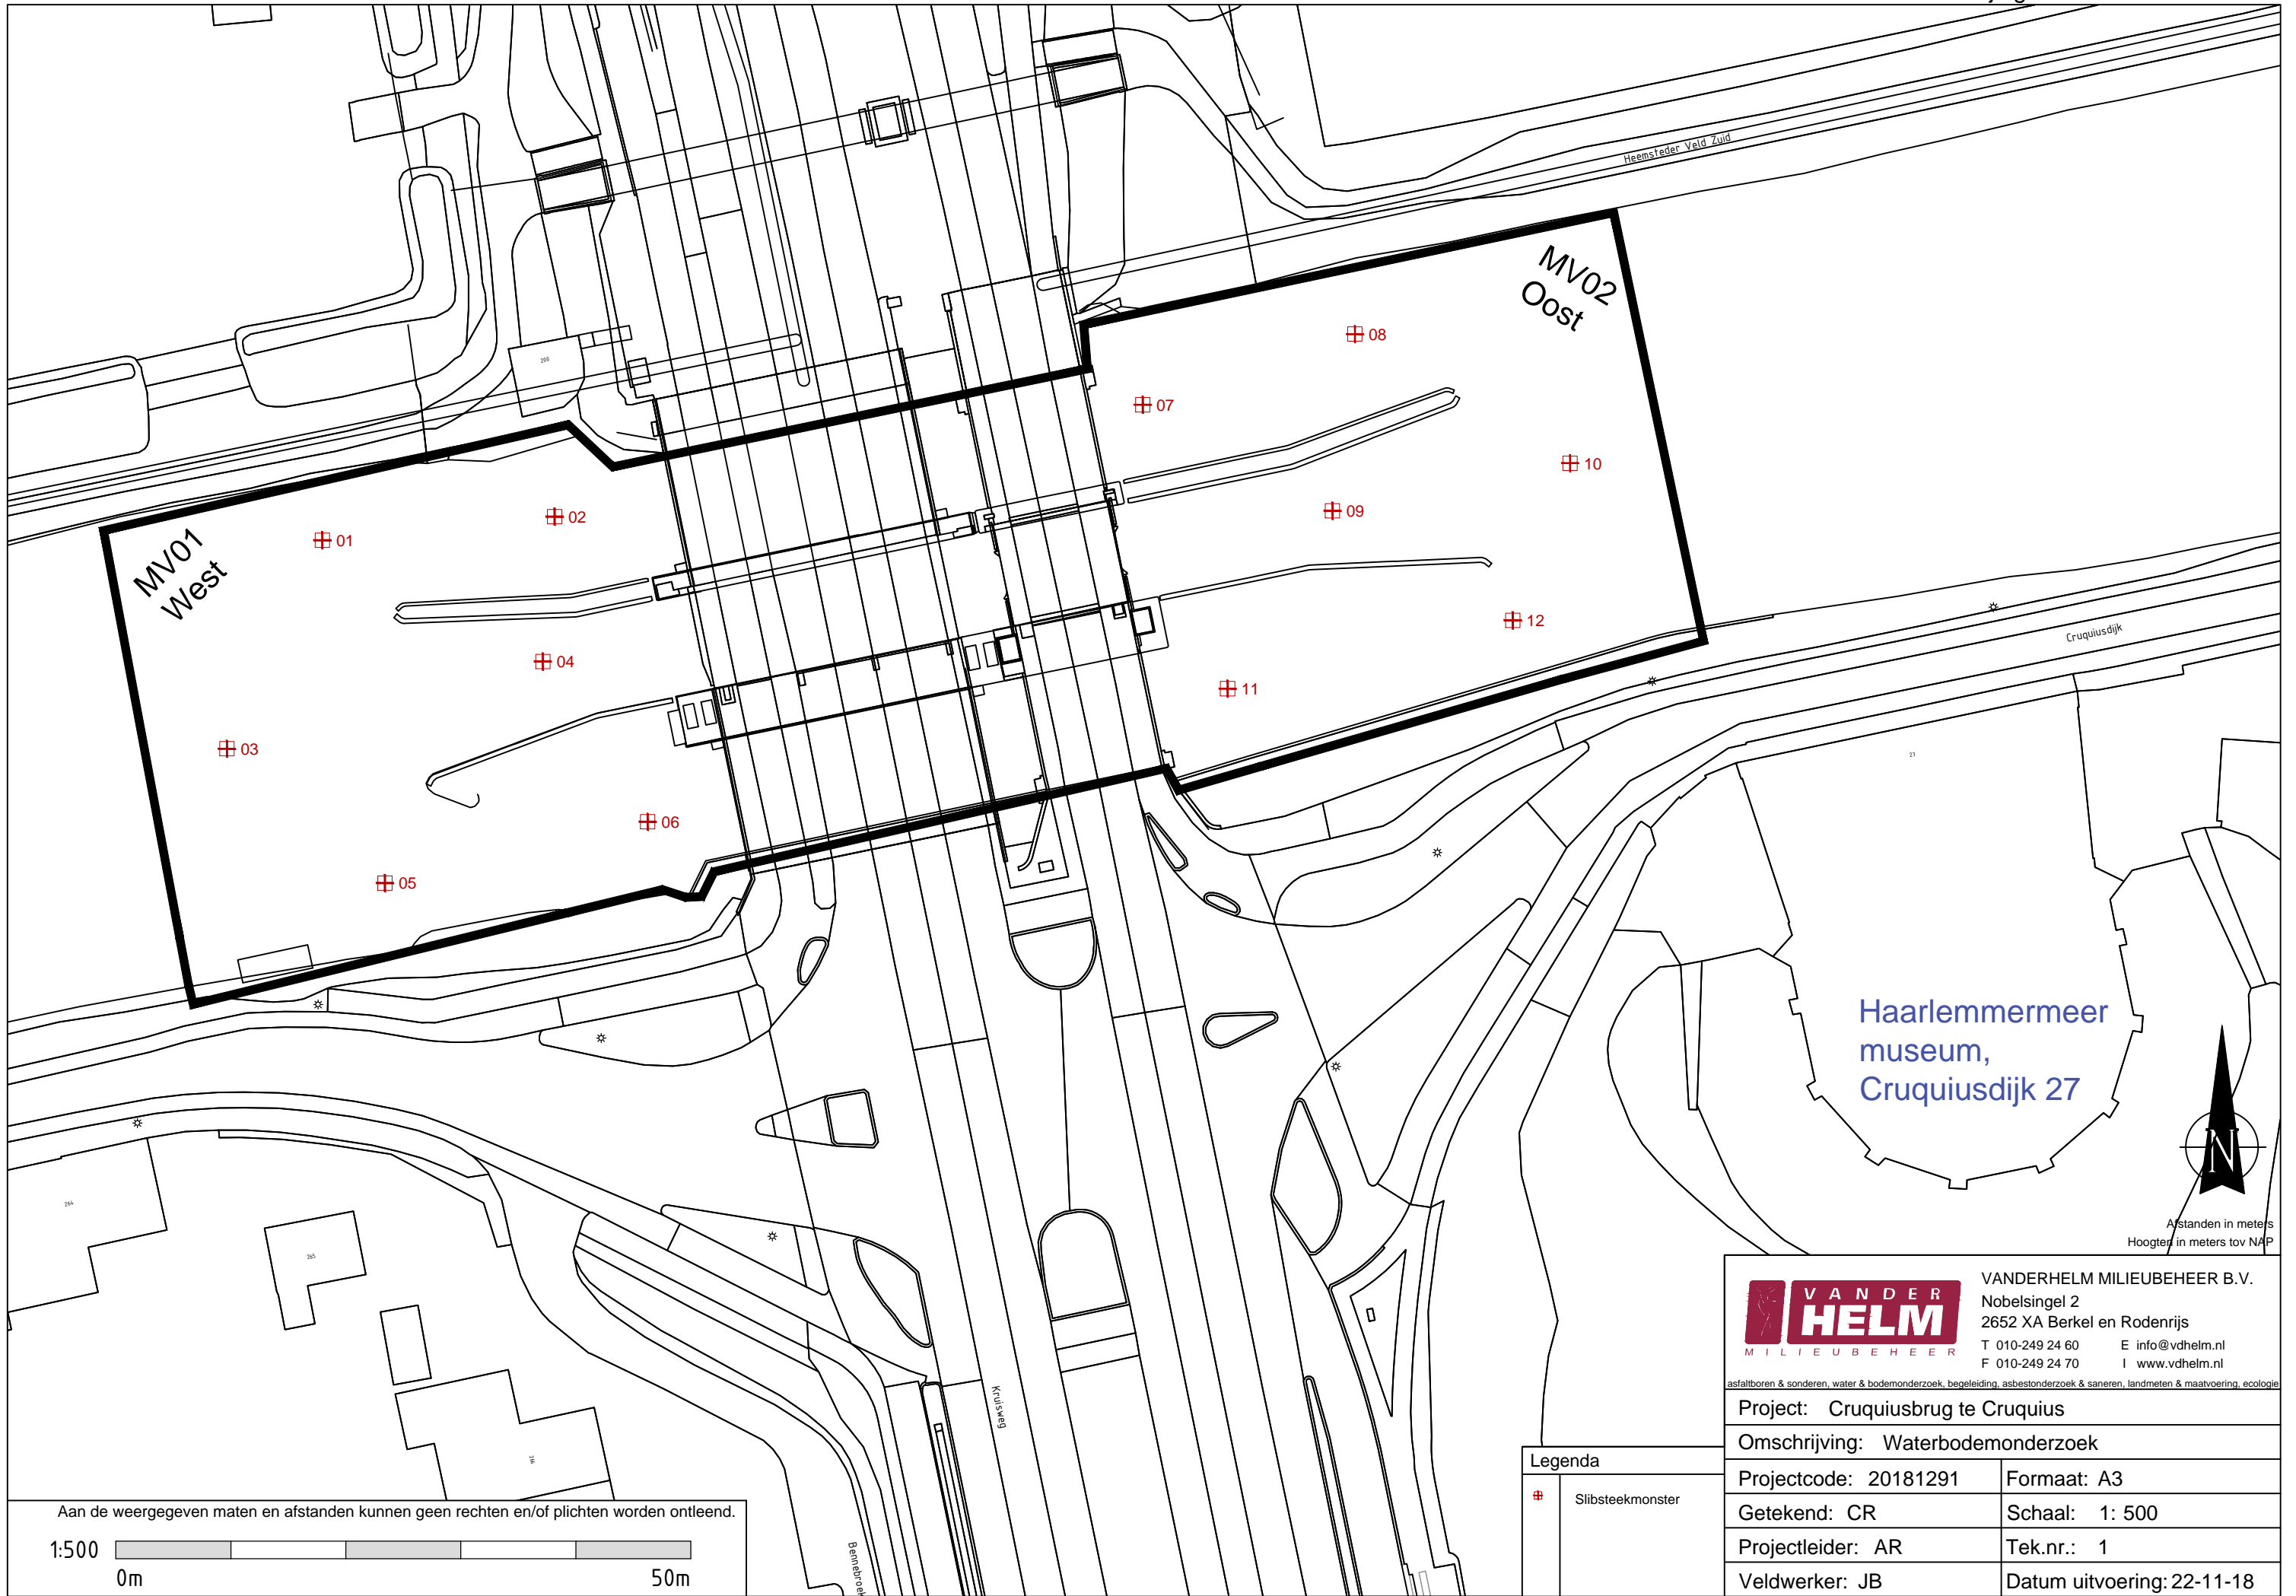 Heemsteder Veld Zuid
MV02
Oost
08
07
10
09
12
11
MV01
West
01
02
04
03
06
05
200
Cruquiusdijk
27
Haarlemmermeer
museum,
Cruquiusdijk 27
N
264
265
Kruisweg
Afstanden in meters
Hoogten in meters tov NAP
VANDER
HELM
MILIEUBEHEER
VANDERHELM MILIEUBEHEER B.V.
Nobelsingel 2
2652 XA Berkel en Rodenrijs
T 010-249 24 60 E info@vdhelm.nl
F 010-249 24 70 I www.vdhelm.nl
asfaltboren & sonderen, water & bodemonderzoek, begeleiding, asbestonderzoek & saneren, landmeten & maatvoering, ecologie
Project: Cruquiusbrug te Cruquius
Omschrijving: Waterbodemonderzoek
Projectcode: 20181291 Formaat: A3
Getekend: CR Schaal: 1: 500
Projectleider: AR Tek.nr.: 1
Veldwerker: JB Datum uitvoering: 22-11-18
Legenda
Slibsteekmonster
Aan de weergegeven maten en afstanden kunnen geen rechten en/of plichten worden ontleend.
1:500
0m 50m